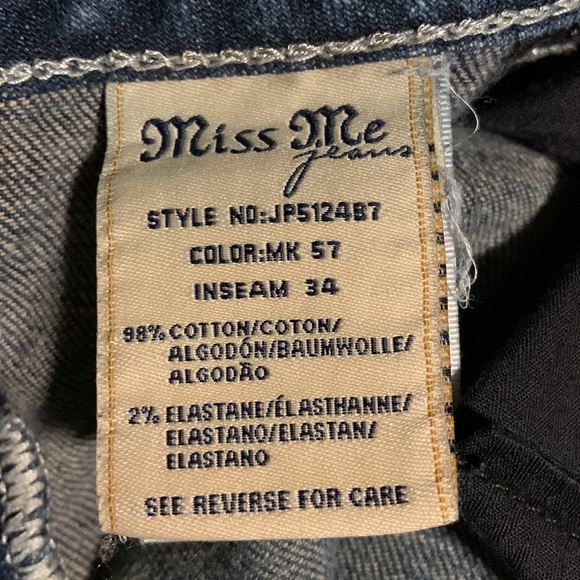 Miss Me
jeans
STYLE NO:JP5124B7
COLOR:MK 57
INSEAM 34
98% COTTON/COTON/
ALGODÓN/BAUMWOLLE/
ALGODÃO
2% ELASTANE/ÉLASTHANNE/
ELASTANO/ELASTAN/
ELASTANO
SEE REVERSE FOR CARE